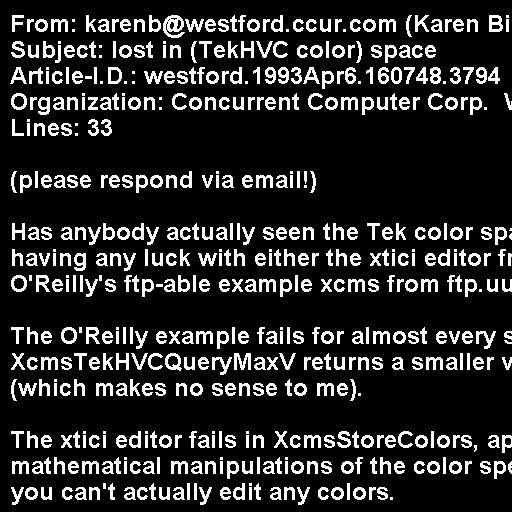 From: karenb@westford.ccur.com (Karen Bi
Subject: lost in (TekHVC color) space
Article-I.D.: westford.1993Apr6.160748.3794
Organization: Concurrent Computer Corp.
Lines: 33
(please respond via email!)
Has anybody actually seen the Tek color spa
having any luck with either the xtici editor fr
O'Reilly's ftp-able example xcms from ftp.uu
The O'Reilly example fails for almost every s
XcmsTekHVCQueryMaxV returns a smaller v
(which makes no sense to me).
The xtici editor fails in XcmsStoreColors, ap
mathematical manipulations of the color spe
you can't actually edit any colors.